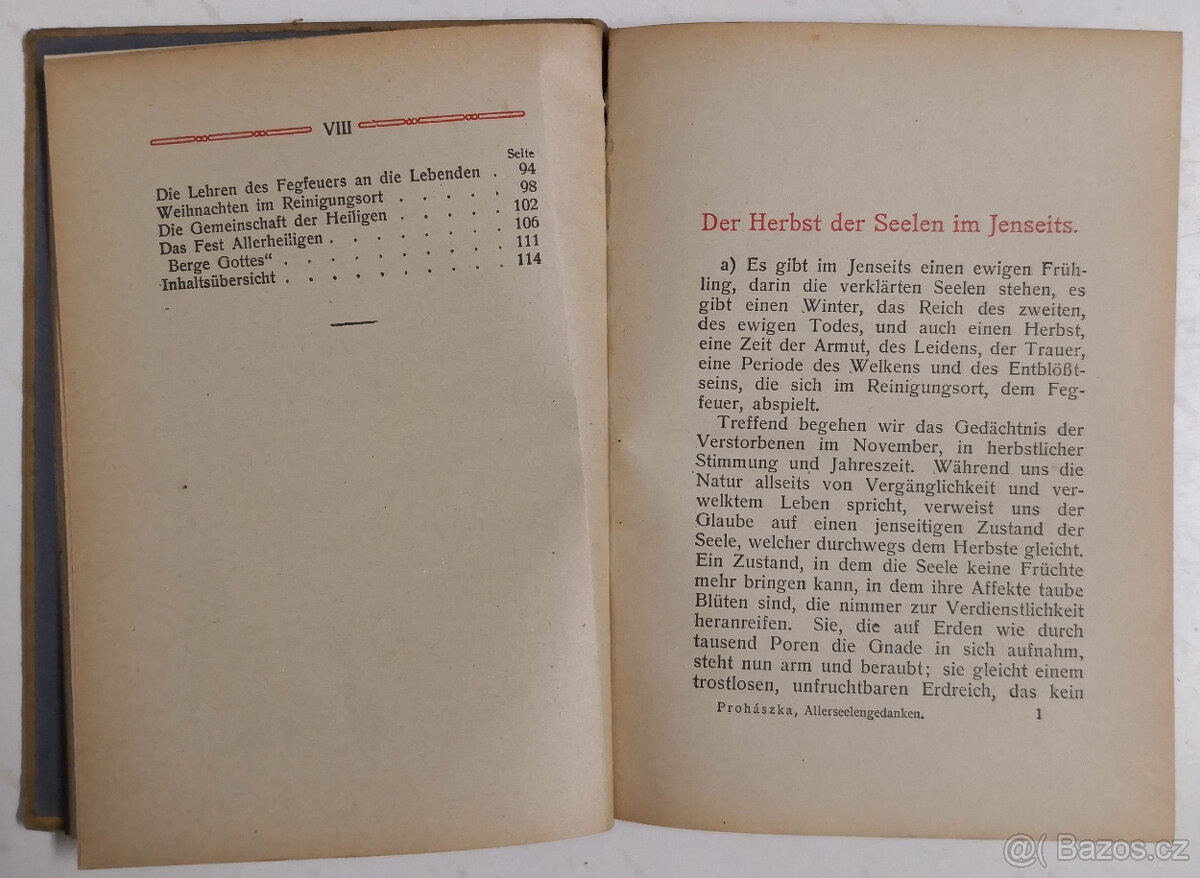 VIII
Seite
Die Lehren des Fegfeuers an die Lebenden . 94
Weihnachten im Reinigungsort . . . . . 98
Die Gemeinschaft der Heiligen . . . . . 102
Das Fest Allerheiligen . . . . . . . . 106
Berge Gottes“ . . . . . . . . . . 111
Inhaltsübersicht . . . . . . . . . . 114
Der Herbst der Seelen im Jenseits.
a) Es gibt im Jenseits einen ewigen Früh-
ling, darin die verklärten Seelen stehen, es
gibt einen Winter, das Reich des zweiten,
des ewigen Todes, und auch einen Herbst,
eine Zeit der Armut, des Leidens, der Trauer,
eine Periode des Welkens und des Entblößt-
seins, die sich im Reinigungsort, dem Feg-
feuer, abspielt.
Treffend begehen wir das Gedächtnis der
Verstorbenen im November, in herbstlicher
Stimmung und Jahreszeit. Während uns die
Natur allseits von Vergänglichkeit und ver-
welktem Leben spricht, verweist uns der
Glaube auf einen jenseitigen Zustand der
Seele, welcher durchwegs dem Herbste gleicht.
Ein Zustand, in dem die Seele keine Früchte
mehr bringen kann, in dem ihre Affekte taube
Blüten sind, die nimmer zur Verdienstlichkeit
heranreifen. Sie, die auf Erden wie durch
tausend Poren die Gnade in sich aufnahm,
steht nun arm und beraubt; sie gleicht einem
trostlosen, unfruchtbaren Erdreich, das kein
Prohászka, Allerseelengedanken. 1
@( Bazos.cz